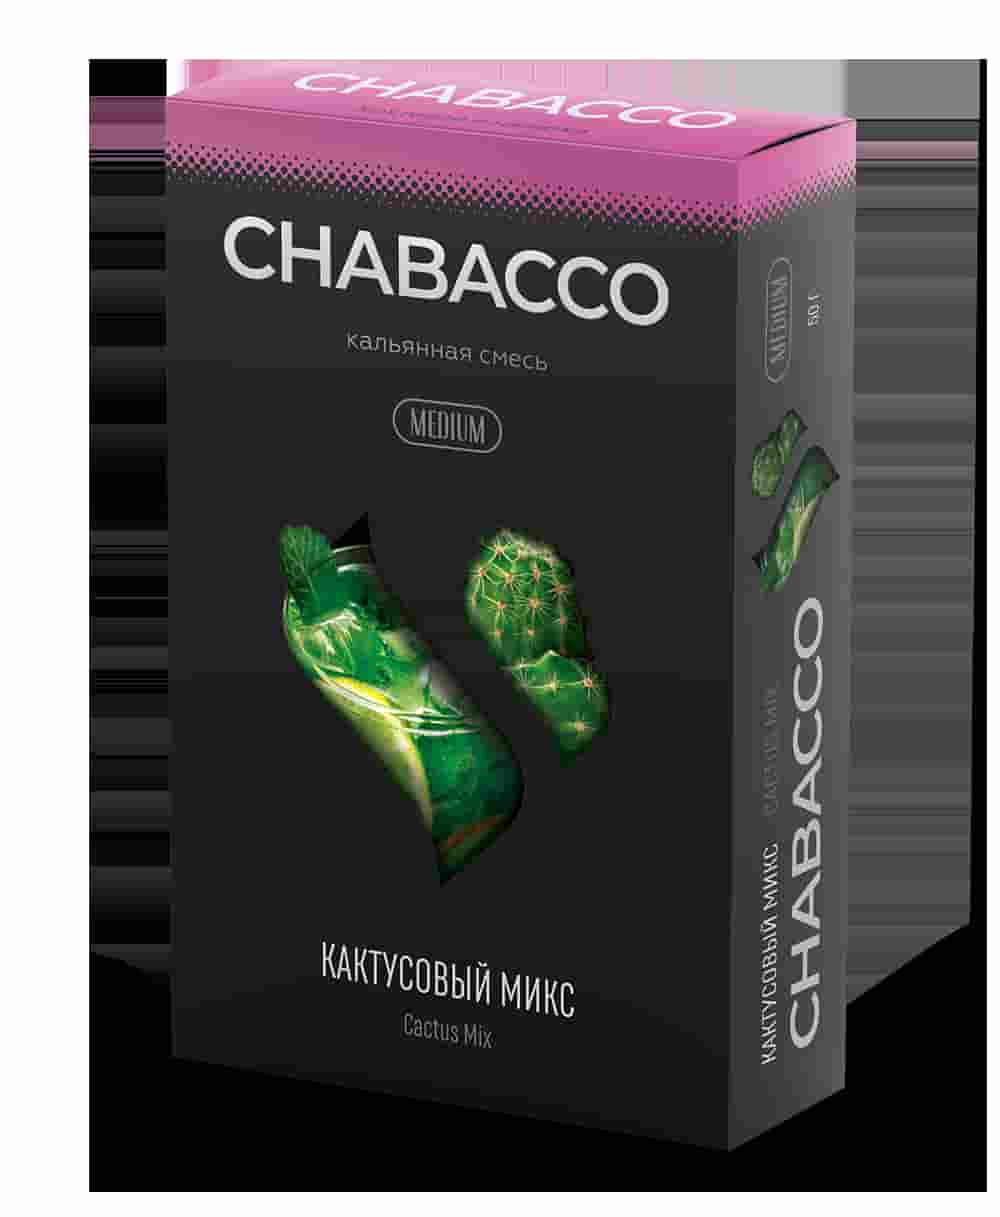 CHABACCO
CHABACCO
кальянная смесь
MEDIUM
КАКТУСОВЫЙ МИКС
Cactus Mix
MEDIUM
50 Г
КАКТУСОВЫЙ МИКС
CACTUS MIX
CHABACCO